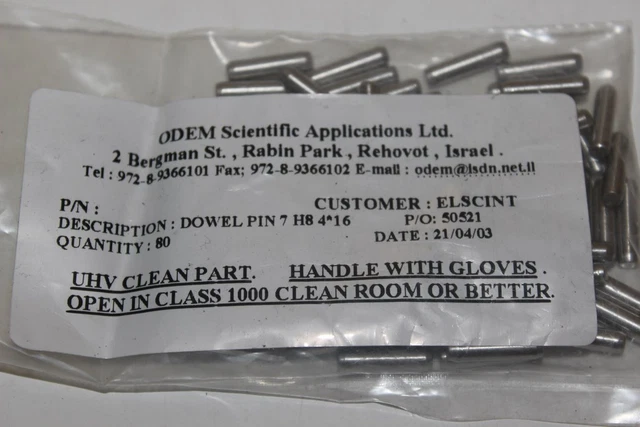 ODEM Scientific Applications Ltd.
2 Bergman St. , Rabin Park , Rehovot , Israel .
Tel : 972-8-9366101 Fax; 972-8-9366102 E-mail : odem@isdn.net.il
P/N : CUSTOMER : ELSCINT
DESCRIPTION : DOWEL PIN 7 H8 4*16 P/O: 50521
QUANTITY : 80 DATE : 21/04/03
UHV CLEAN PART. HANDLE WITH GLOVES .
OPEN IN CLASS 1000 CLEAN ROOM OR BETTER.